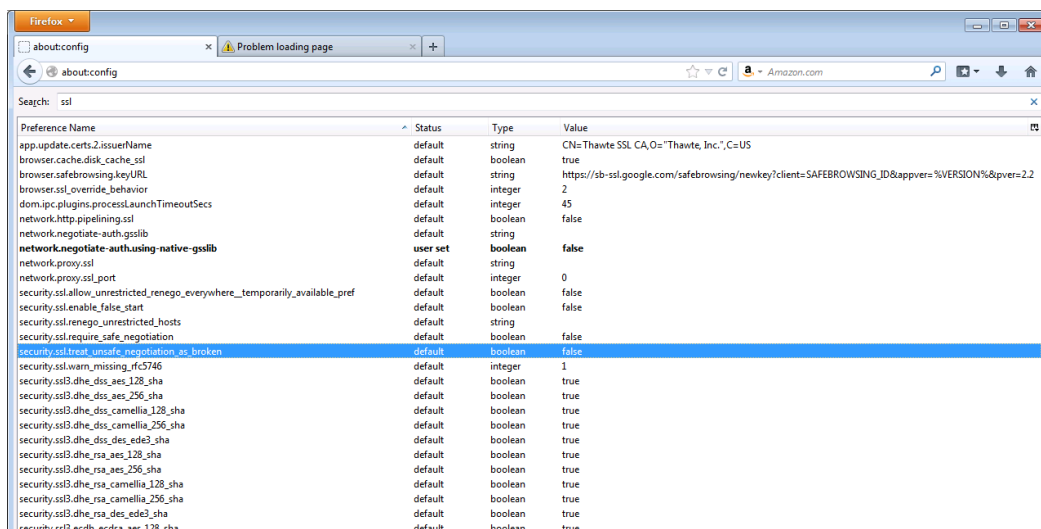 Firefox
about:config
Problem loading page
about:config
Amazon.com
Search: ssl
Preference Name Status Type Value
app.update.certs.2.issuerName default string CN=Thawte SSL CA,O="Thawte, Inc.",C=US
browser.cache.disk_cache_ssl default boolean true
browser.safebrowsing.keyURL default string https://sb-ssl.google.com/safebrowsing/newkey?client=SAFEBROWSING_ID&appver=%VERSION%&pver=2.2
browser.ssl_override_behavior default integer 2
dom.ipc.plugins.processLaunchTimeoutSecs default integer 45
network.http.pipelining.ssl default boolean false
network.negotiate-auth.gsslib default string
network.negotiate-auth.using-native-gsslib user set boolean false
network.proxy.ssl default string
network.proxy.ssl_port default integer 0
security.ssl.allow_unrestricted_renego_everywhere__temporarily_available_pref default boolean false
security.ssl.enable_false_start default boolean false
security.ssl.renego_unrestricted_hosts default string
security.ssl.require_safe_negotiation default boolean false
security.ssl.treat_unsafe_negotiation_as_broken default boolean false
security.ssl.warn_missing_rfc5746 default integer 1
security.ssl3.dhe_dss_aes_128_sha default boolean true
security.ssl3.dhe_dss_aes_256_sha default boolean true
security.ssl3.dhe_dss_camellia_128_sha default boolean true
security.ssl3.dhe_dss_camellia_256_sha default boolean true
security.ssl3.dhe_dss_des_ede3_sha default boolean true
security.ssl3.dhe_rsa_aes_128_sha default boolean true
security.ssl3.dhe_rsa_aes_256_sha default boolean true
security.ssl3.dhe_rsa_camellia_128_sha default boolean true
security.ssl3.dhe_rsa_camellia_256_sha default boolean true
security.ssl3.dhe_rsa_des_ede3_sha default boolean true
security.ssl3.ecdh_ecdsa_aes_128_sha default boolean true